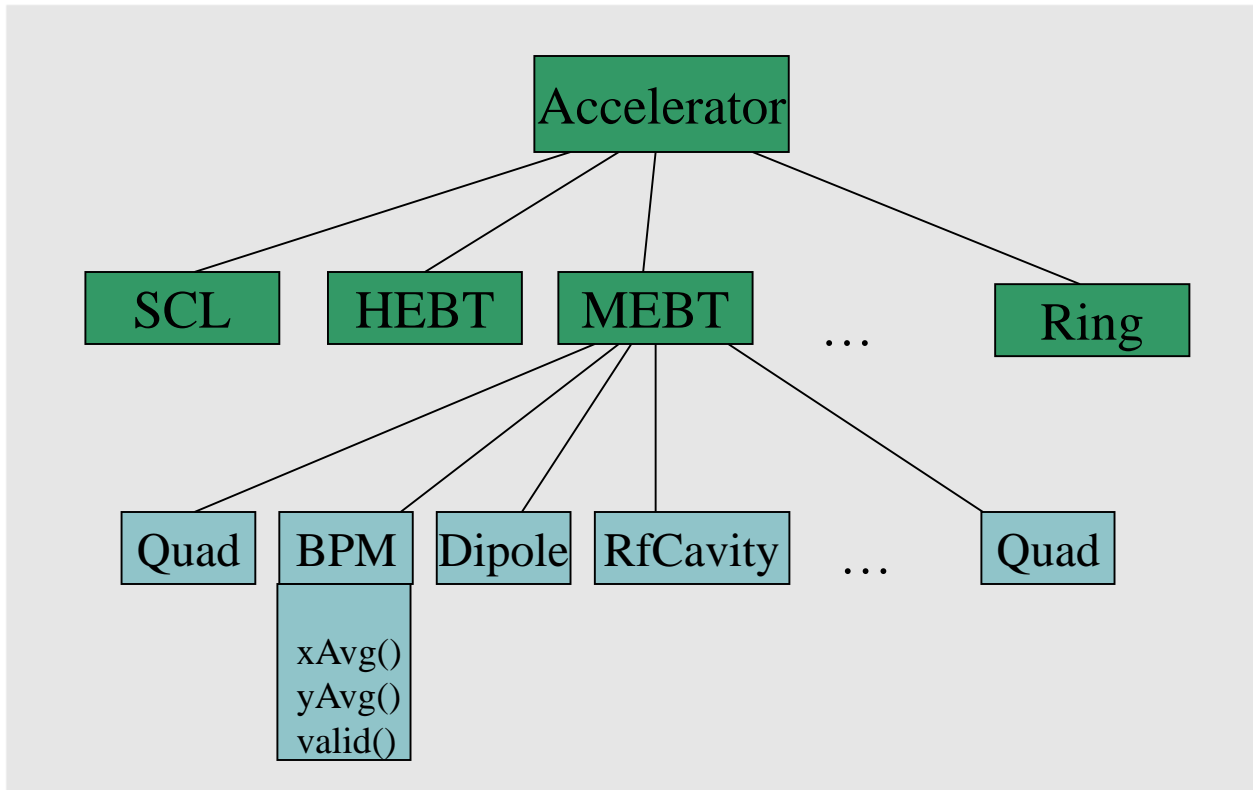 Accelerator
SCL
HEBT
MEBT
...
Ring
Quad
BPM
Dipole
RfCavity
...
Quad
xAvg()
yAvg()
valid()